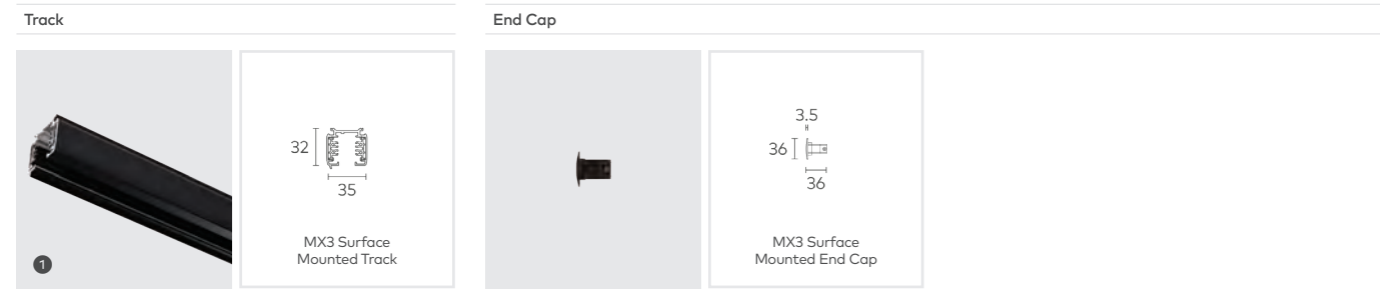 Track
End Cap
32
35
MX3 Surface
Mounted Track
1
3.5
36
36
MX3 Surface
Mounted End Cap